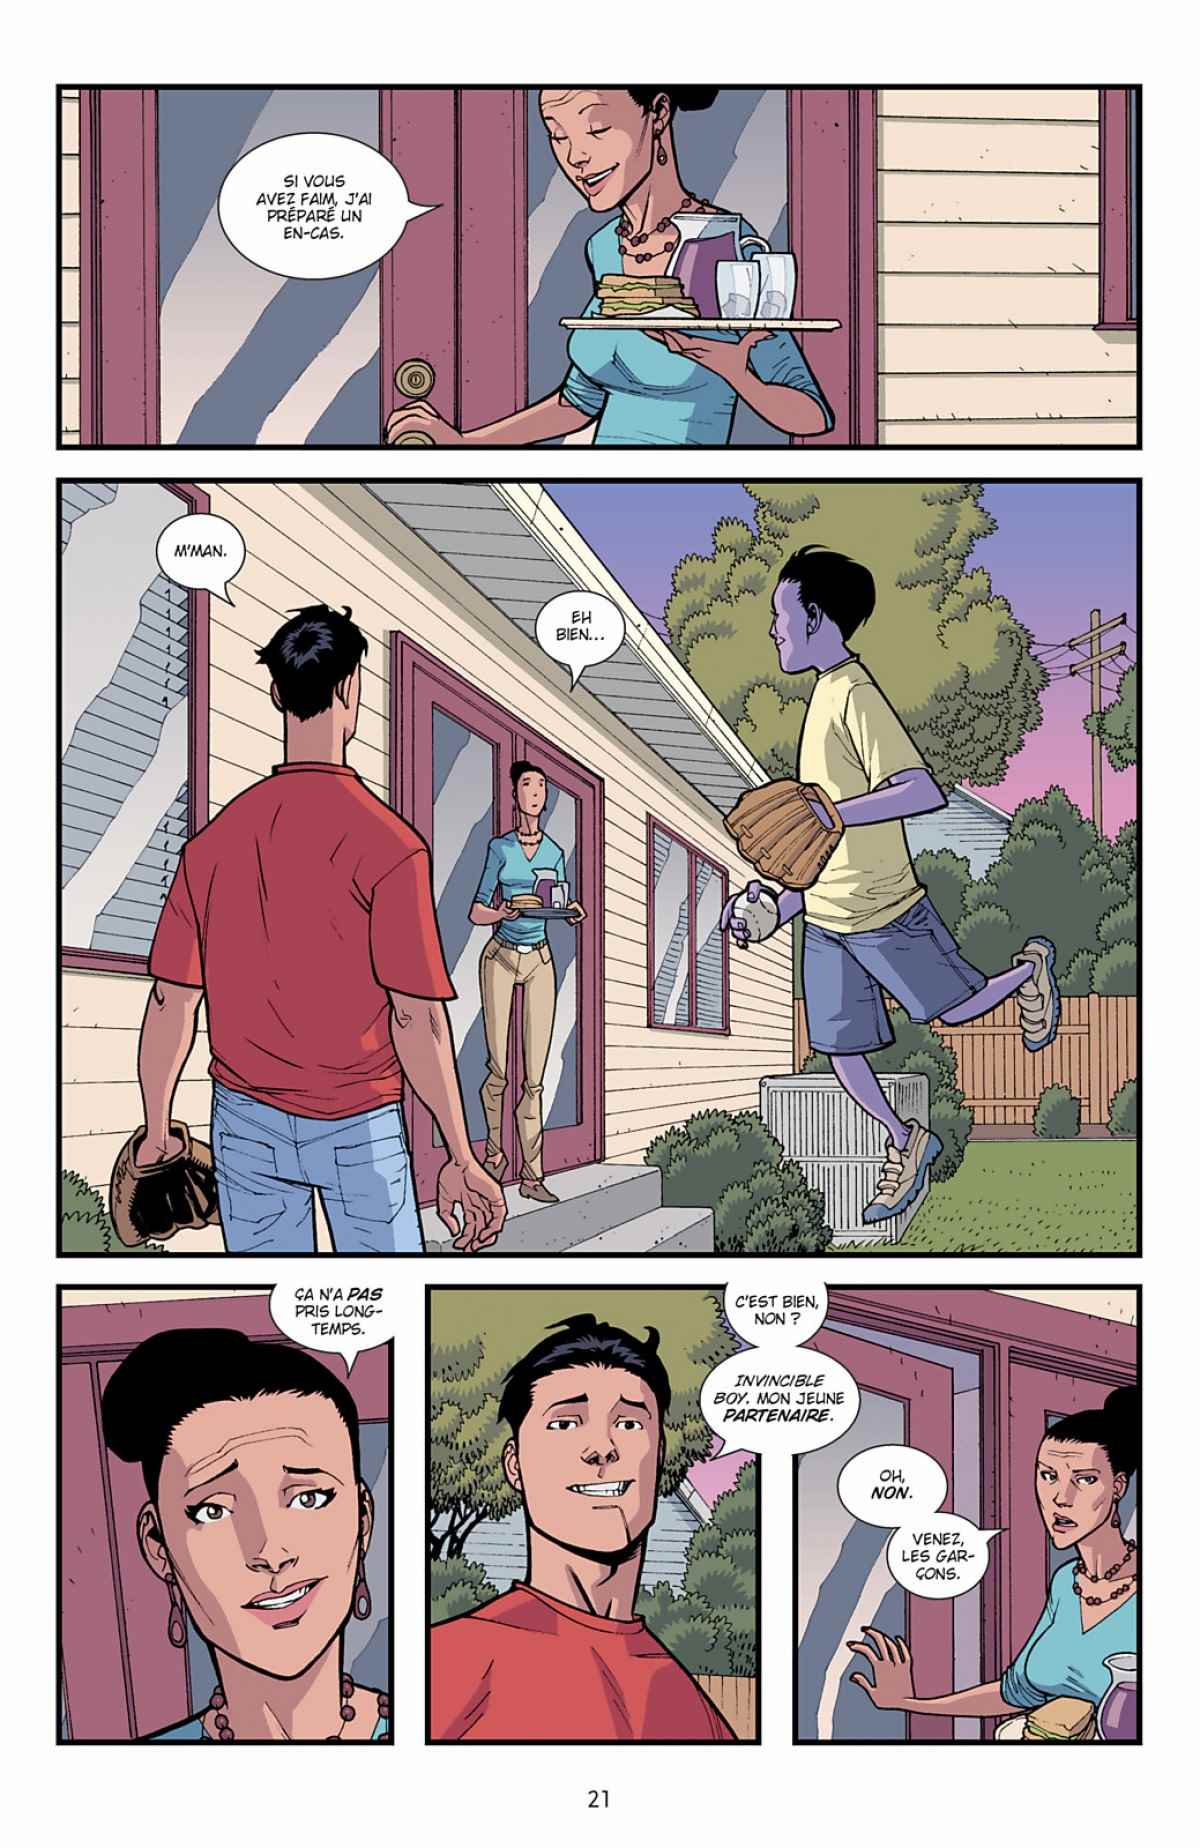 SI VOUS
AVEZ FAIM, J'AI
PRÉPARÉ UN
EN-CAS.
M'MAN.
EH
BIEN...
ÇA N'A PAS
PRIS LONG-
TEMPS.
C'EST BIEN,
NON ?
INVINCIBLE
BOY. MON JEUNE
PARTENAIRE.
OH,
NON.
VENEZ,
LES GAR-
ÇONS.
21